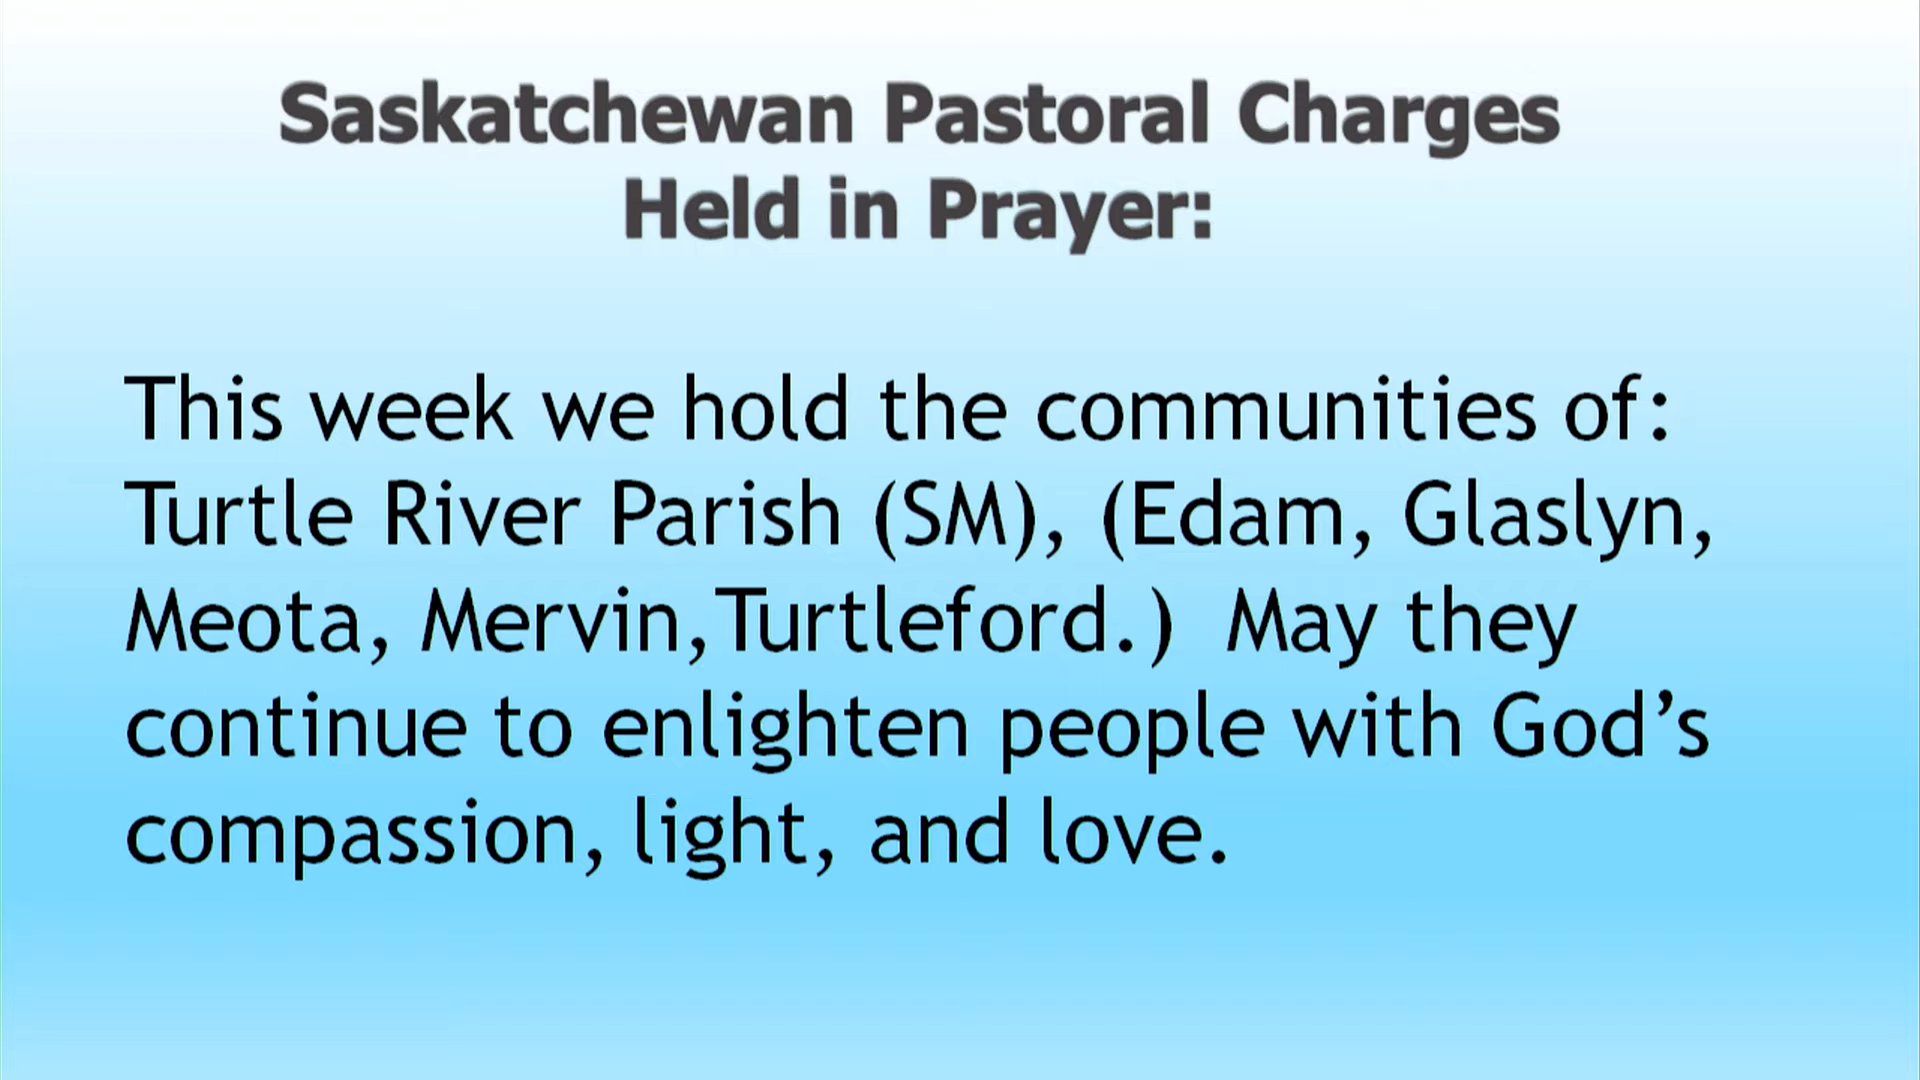 Saskatchewan Pastoral Charges
Held in Prayer:
This week we hold the communities of:
Turtle River Parish (SM), (Edam, Glaslyn,
Meota, Mervin,Turtleford.)  May they
continue to enlighten people with God’s
compassion, light, and love.